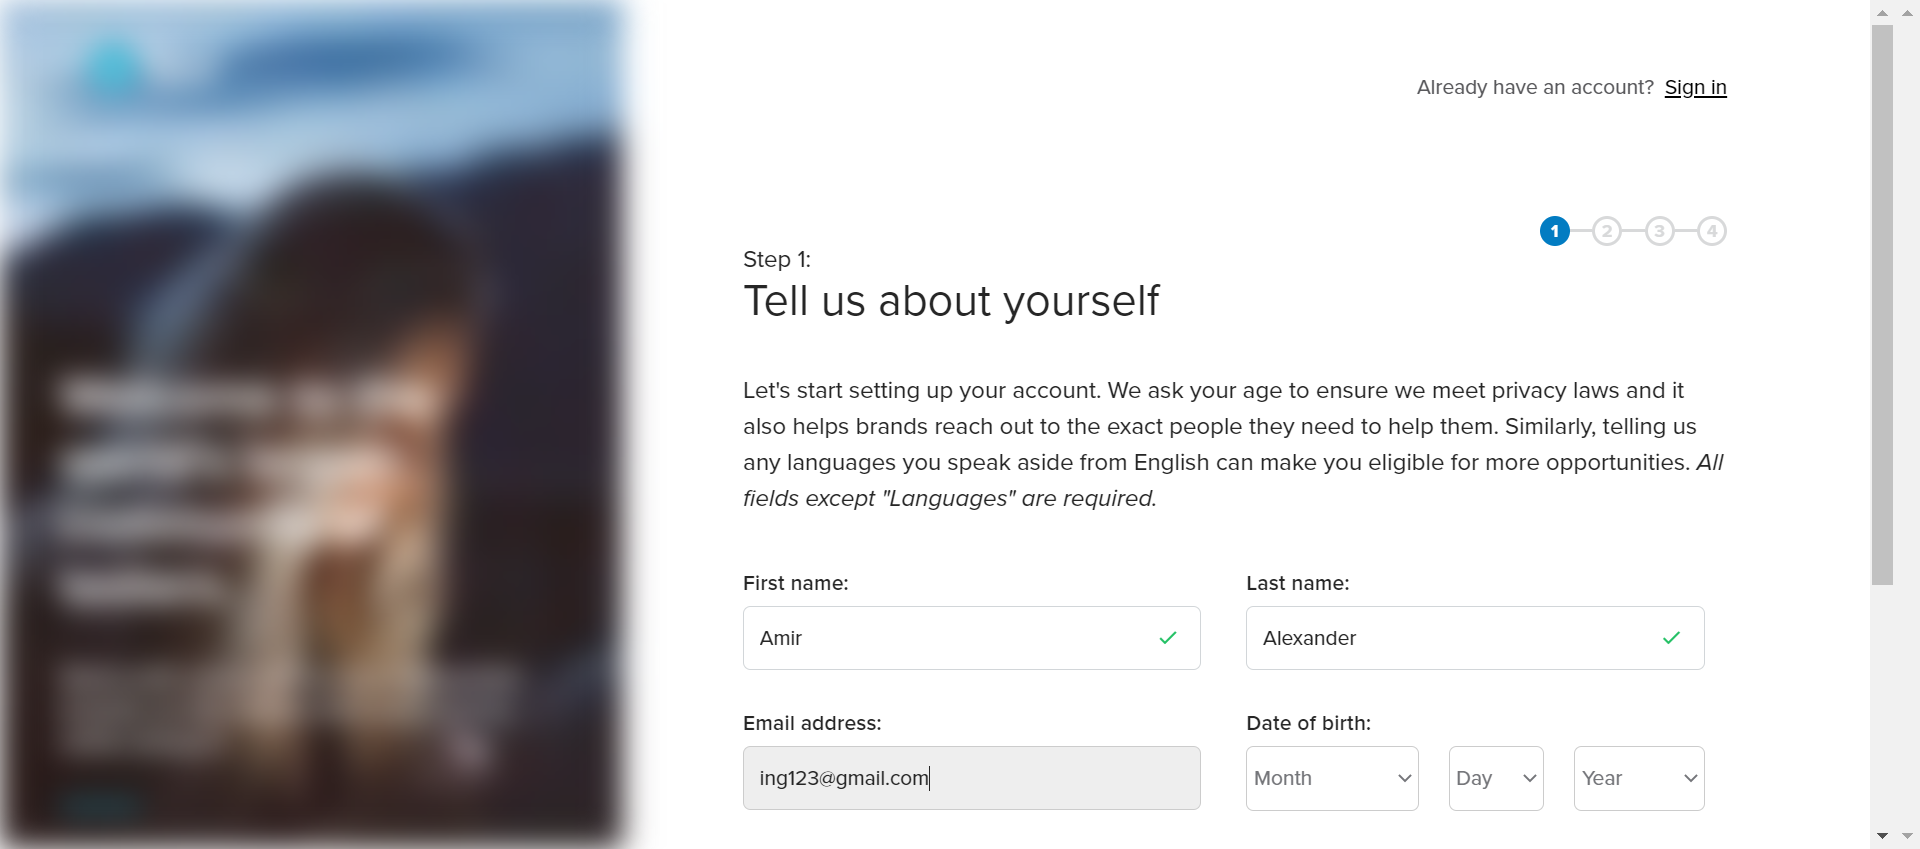 Already have an account? Sign in
1 2 3 4
Step 1:
Tell us about yourself
Let's start setting up your account. We ask your age to ensure we meet privacy laws and it
also helps brands reach out to the exact people they need to help them. Similarly, telling us
any languages you speak aside from English can make you eligible for more opportunities. All
fields except "Languages" are required.
First name: Last name:
Amir Alexander
Email address: Date of birth:
ing123@gmail.com Month Day Year